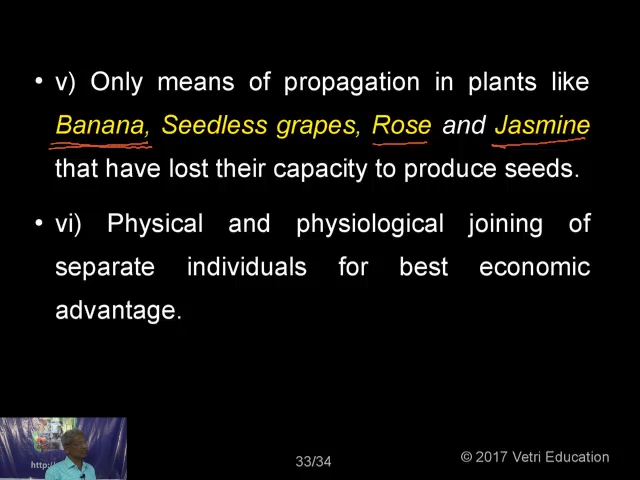 • v) Only means of propagation in plants like
Banana, Seedless grapes, Rose and Jasmine
that have lost their capacity to produce seeds.
• vi) Physical and physiological joining of
separate individuals for best economic
advantage.
http:/
33/34
© 2017 Vetri Education